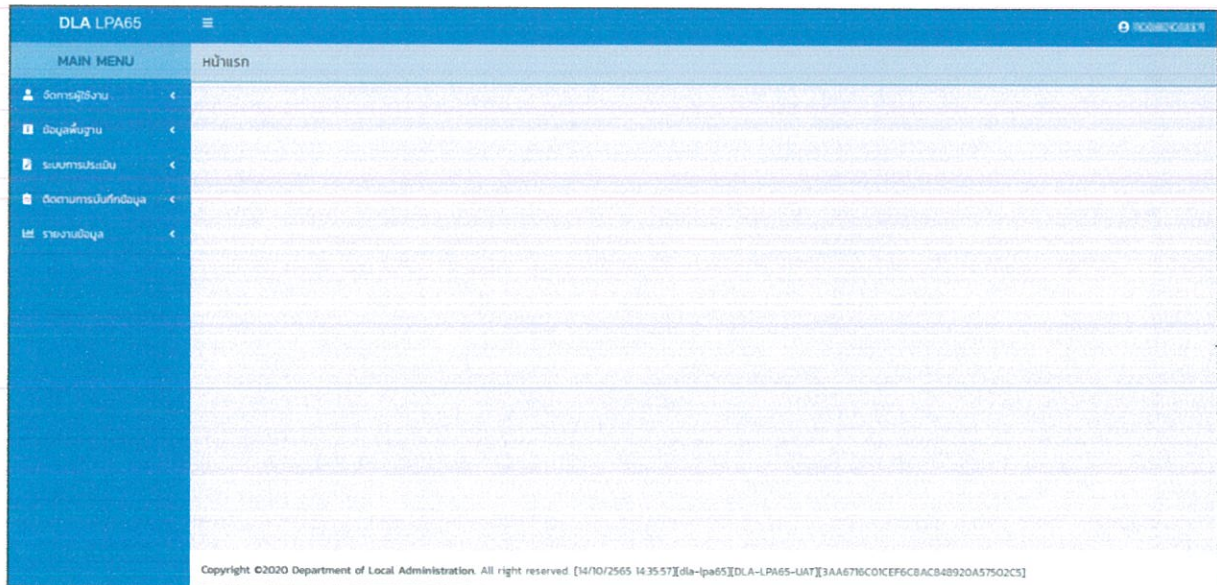 DLA LPA65
MAIN MENU
หน้าแรก
จัดการผู้ใช้งาน
ข้อมูลพื้นฐาน
ระบบการประเมิน
ติดตามการบันทึกข้อมูล
รายงานข้อมูล
Copyright ©2020 Department of Local Administration. All right reserved. [14/10/2565 14:35:57][dla-lpa65][DLA-LPA65-UAT][3AA6716C01CEF6C8AC848920A57502C5]